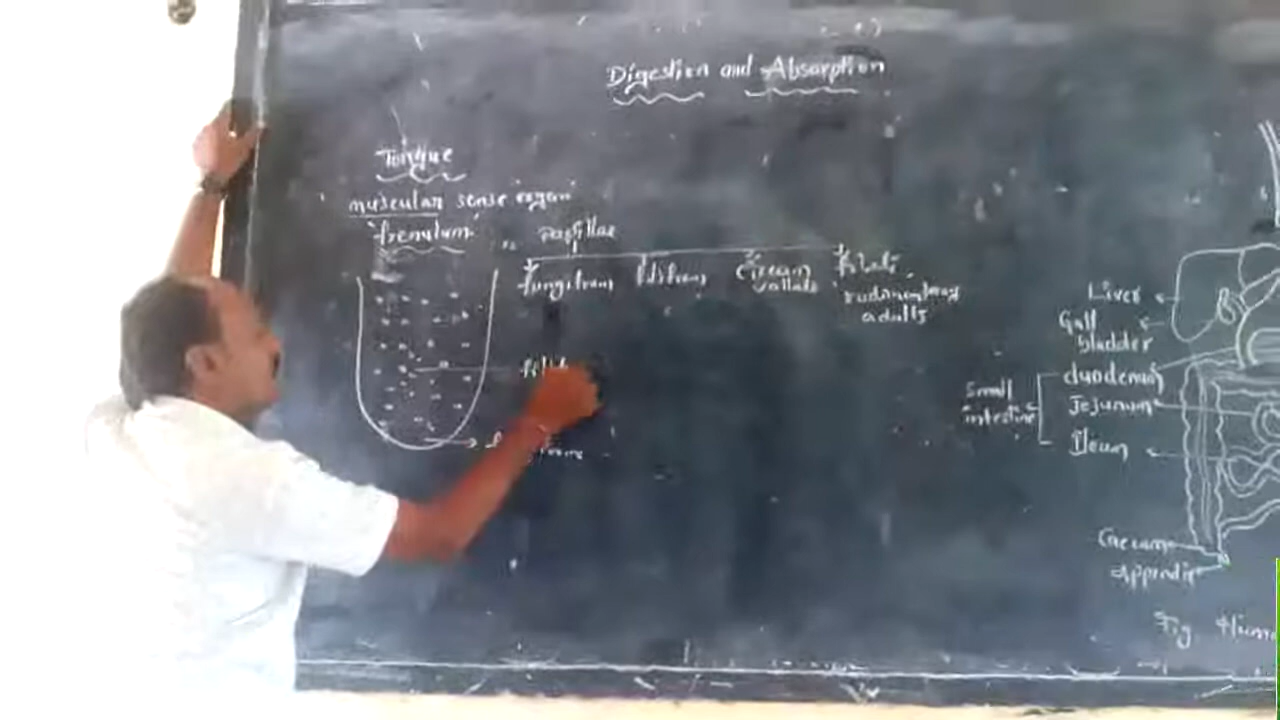 Digestion and Absorption
Tongue
muscular sense organ
frenulum
Papillae
fungiform
Circum
vallate
adults
Liver
Gall
bladder
Small
intestine
duodenum
Jejunum
Ileum
Caecum
Appendix
Fig